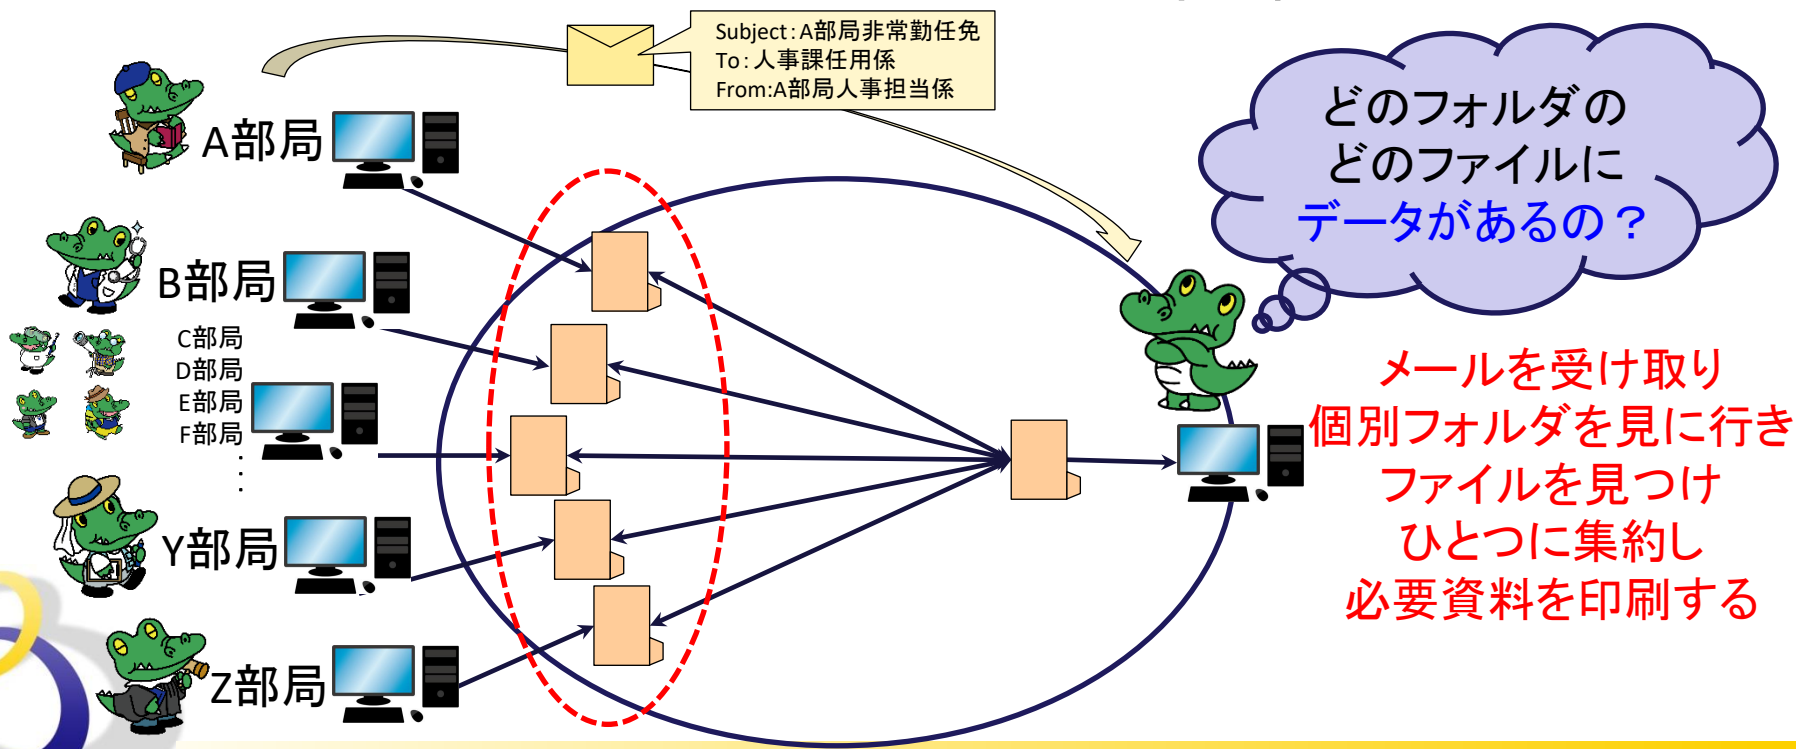 Subject：A部局非常勤任免
To：人事課任用係
From:A部局人事担当係
どのフォルダの
どのファイルに
データがあるの？
A部局
B部局
C部局
D部局
E部局
F部局
：
Y部局
Z部局
メールを受け取り
個別フォルダを見に行き
ファイルを見つけ
ひとつに集約し
必要資料を印刷する